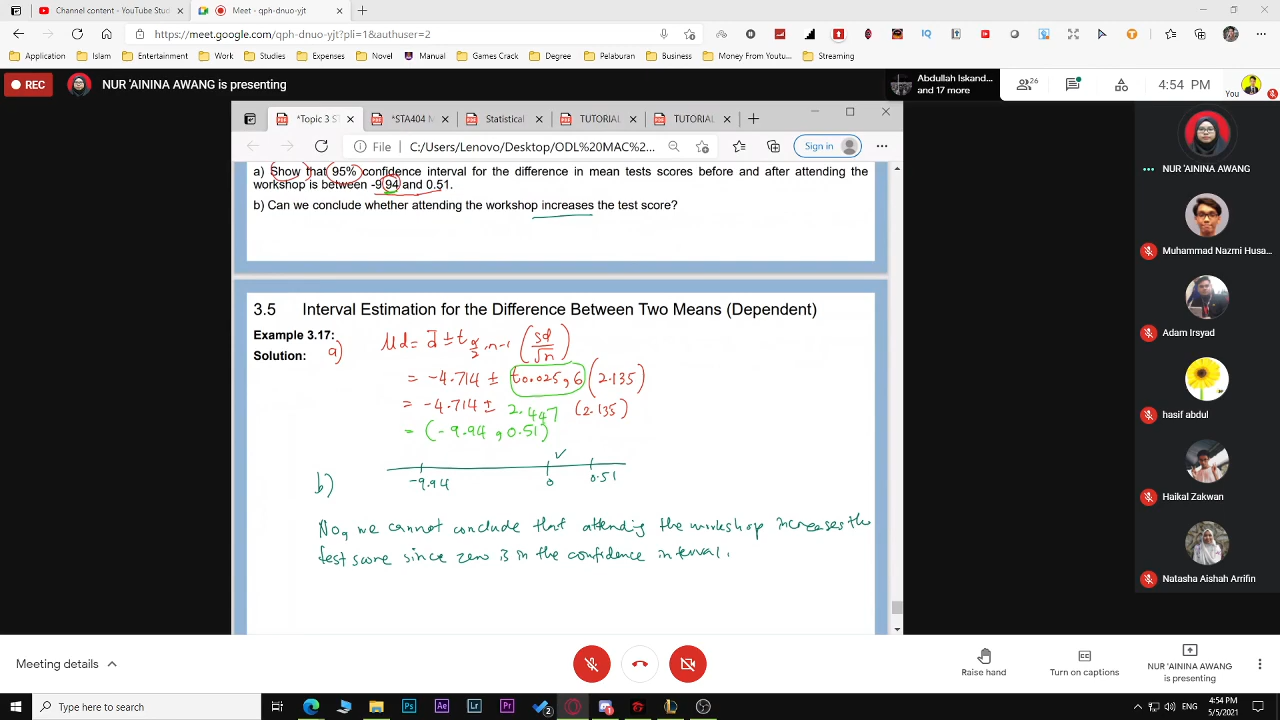 Channel content - YouTube Stud
Meet - qph-dnuo-yjt
https://meet.google.com/qph-dnuo-yjt?pli=1&authuser=2
Application
Internet
Entertainment
Work
Studies
Expenses
Novel
Manual
Games Crack
Pelaburan
Business
Money From Youtu...
Streaming
REC
NUR 'AININA AWANG is presenting
Abdullah Iskand...
and 17 more
26
4:54 PM
You
*Topic 3 S
*STA404 N
Statistical
TUTORIAL
TUTORIAL
File
C:/Users/Lenovo/Desktop/ODL%20MAC%20...
Sign in
a) Show that 95% confidence interval for the difference in mean tests scores before and after attending the
workshop is between -9.94 and 0.51.
b) Can we conclude whether attending the workshop increases the test score?
3.5 Interval Estimation for the Difference Between Two Means (Dependent)
Example 3.17:
Solution:
a) μd = d̄ ± t α/2, n-1 (sd/√n)
= -4.714 ± t0.025, 6 (2.135)
= -4.714 ± 2.447 (2.135)
= (-9.94, 0.51)
b)
-9.94 0 0.51
No, we cannot conclude that attending the workshop increases the
test score since zero is in the confidence interval.
NUR 'AININA AWANG
Muhammad Nazmi Husa...
Adam Irsyad
hasif abdul
Haikal Zakwan
Natasha Aishah Arrifin
Meeting details
Raise hand
Turn on captions
NUR 'AININA AWANG
is presenting
Type here to search
Ps
Ae
Lr
Pr
2
ENG
4:54 PM
5/5/2021